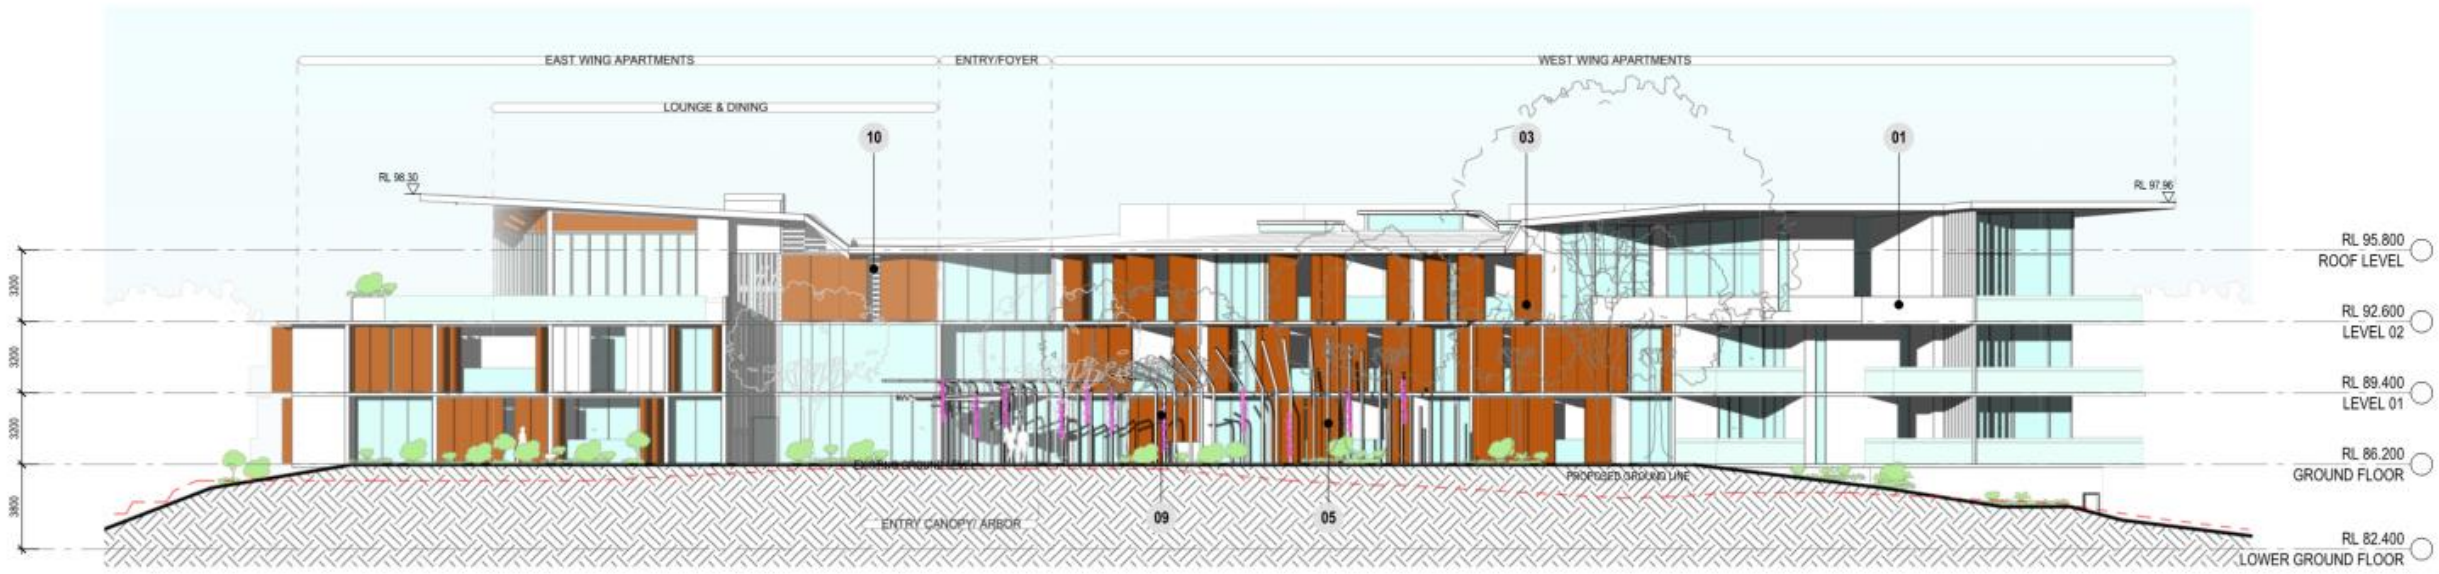 EAST WING APARTMENTS
ENTRY/FOYER
WEST WING APARTMENTS
LOUNGE & DINING
10
03
01
RL 98.30
RL 97.96
RL 95.800
ROOF LEVEL
3200
RL 92.600
LEVEL 02
3200
RL 89.400
LEVEL 01
3200
RL 86.200
GROUND FLOOR
EXISTING GROUND LEVEL
PROPOSED GROUND LINE
3800
09
05
ENTRY CANOPY/ ARBOR
RL 82.400
LOWER GROUND FLOOR